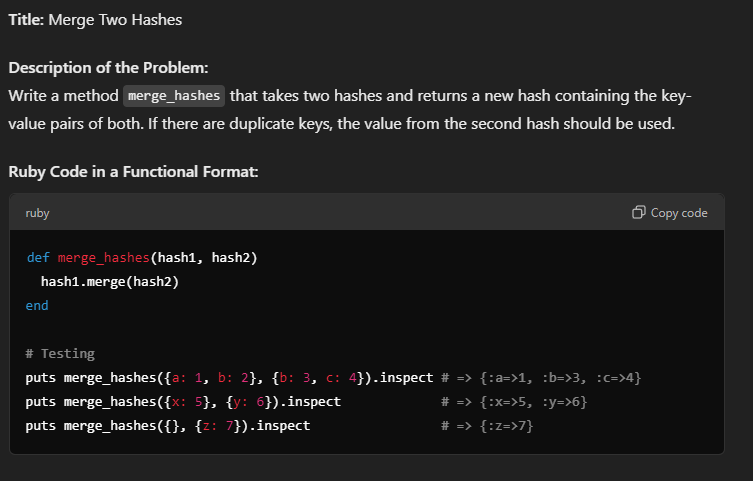 Title: Merge Two Hashes
Description of the Problem:
Write a method merge_hashes that takes two hashes and returns a new hash containing the key-
value pairs of both. If there are duplicate keys, the value from the second hash should be used.
Ruby Code in a Functional Format:
ruby Copy code
def merge_hashes(hash1, hash2)
  hash1.merge(hash2)
end
# Testing
puts merge_hashes({a: 1, b: 2}, {b: 3, c: 4}).inspect # => {:a=>1, :b=>3, :c=>4}
puts merge_hashes({x: 5}, {y: 6}).inspect             # => {:x=>5, :y=>6}
puts merge_hashes({}, {z: 7}).inspect                 # => {:z=>7}